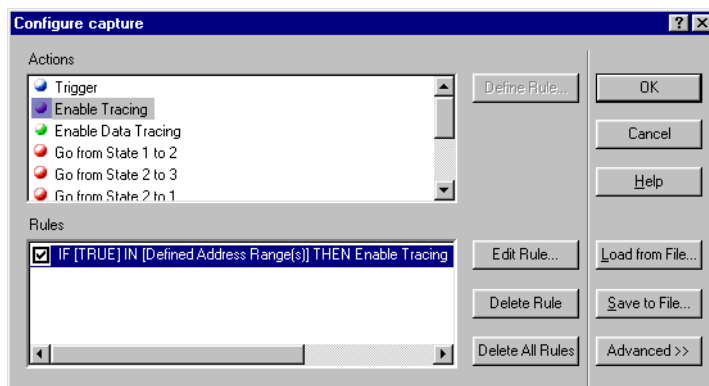 Configure capture
Actions
Trigger
Enable Tracing
Enable Data Tracing
Go from State 1 to 2
Go from State 2 to 3
Go from State 2 to 1
Define Rule...
OK
Cancel
Help
Rules
IF [TRUE] IN [Defined Address Range(s)] THEN Enable Tracing
Edit Rule...
Load from File...
Delete Rule
Save to File...
Delete All Rules
Advanced >>